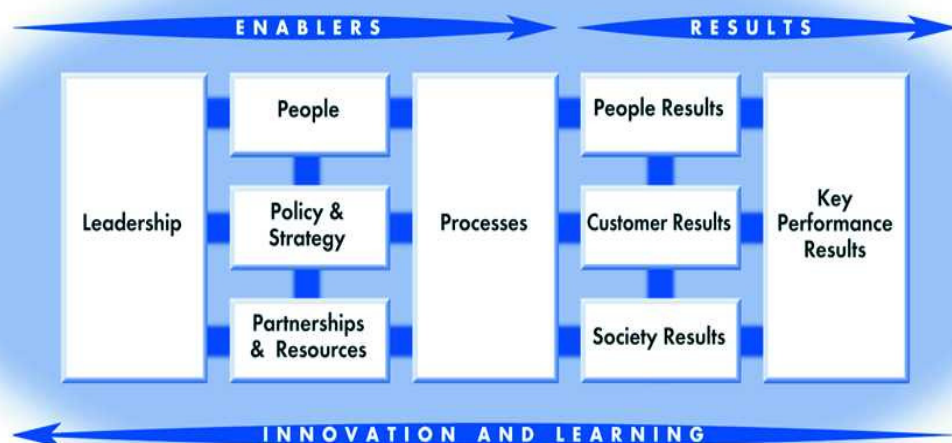 ENABLERS
RESULTS
Leadership
People
Policy &
Strategy
Partnerships
& Resources
Processes
People Results
Customer Results
Society Results
Key
Performance
Results
INNOVATION AND LEARNING